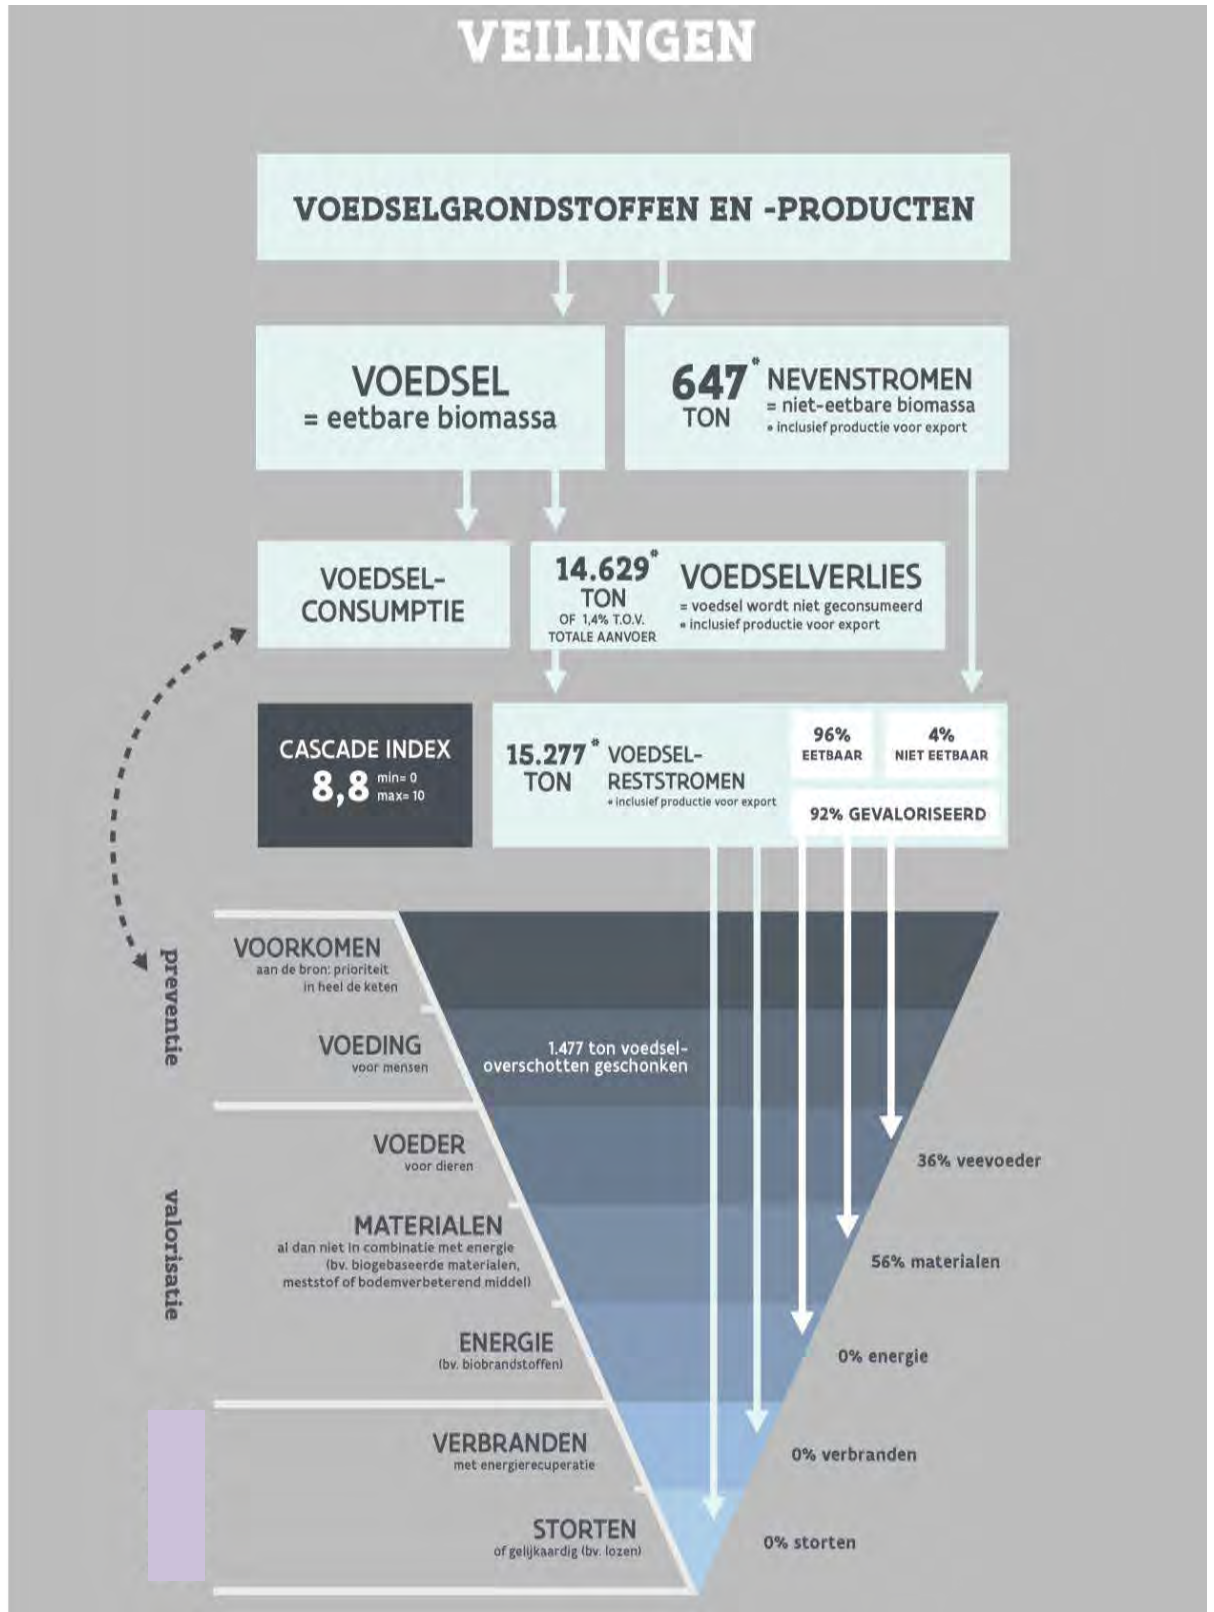 VEILINGEN
VOEDSELGRONDSTOFFEN EN -PRODUCTEN
VOEDSEL
= eetbare biomassa
647*
TON
NEVENSTROMEN
= niet-eetbare biomassa
* inclusief productie voor export
VOEDSEL-
CONSUMPTIE
14.629*
TON
OF 1,4% T.O.V.
TOTALE AANVOER
VOEDSELVERLIES
= voedsel wordt niet geconsumeerd
* inclusief productie voor export
CASCADE INDEX
8,8
min= 0
max= 10
15.277*
TON
VOEDSEL-
RESTSTROMEN
* inclusief productie voor export
96%
EETBAAR
4%
NIET EETBAAR
92% GEVALORISEERD
preventie
VOORKOMEN
aan de bron: prioriteit
in heel de keten
VOEDING
voor mensen
1.477 ton voedsel-
overschotten geschonken
valorisatie
VOEDER
voor dieren
36% veevoeder
MATERIALEN
al dan niet in combinatie met energie
(bv. biogebaseerde materialen,
meststof of bodemverbeterend middel)
56% materialen
ENERGIE
(bv. biobrandstoffen)
0% energie
VERBRANDEN
met energierecuperatie
0% verbranden
STORTEN
of gelijkaardig (bv. lozen)
0% storten